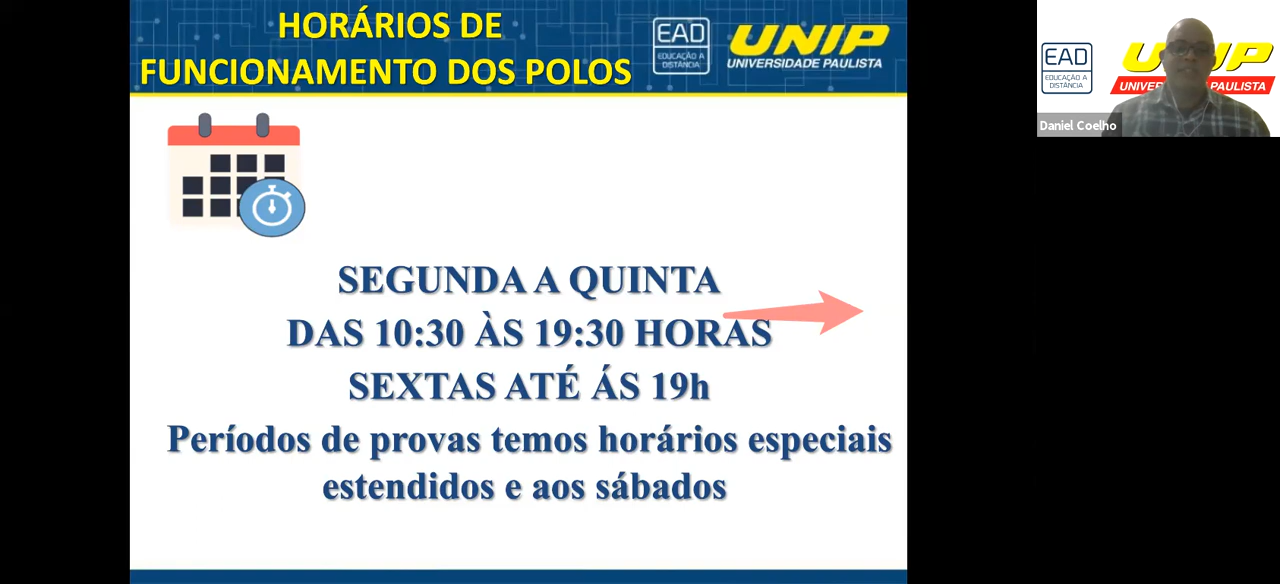 HORÁRIOS DE
FUNCIONAMENTO DOS POLOS
EAD
EDUCAÇÃO A
DISTÂNCIA
UNIP
UNIVERSIDADE PAULISTA
SEGUNDA A QUINTA
DAS 10:30 ÀS 19:30 HORAS
SEXTAS ATÉ ÁS 19h
Períodos de provas temos horários especiais
estendidos e aos sábados
EAD
EDUCAÇÃO A
DISTÂNCIA
UNIP
PAULISTA
Daniel Coelho